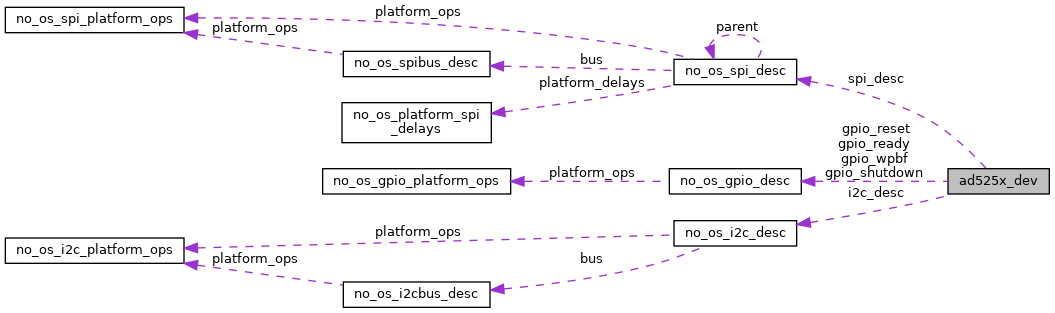 platform_ops
no_os_spi_platform_ops
platform_ops
parent
no_os_spibus_desc
bus
no_os_spi_desc
platform_delays
spi_desc
no_os_platform_spi
_delays
gpio_reset
gpio_ready
gpio_wpbf
gpio_shutdown
no_os_gpio_platform_ops
platform_ops
no_os_gpio_desc
ad525x_dev
i2c_desc
platform_ops
no_os_i2c_desc
no_os_i2c_platform_ops
platform_ops
bus
no_os_i2cbus_desc